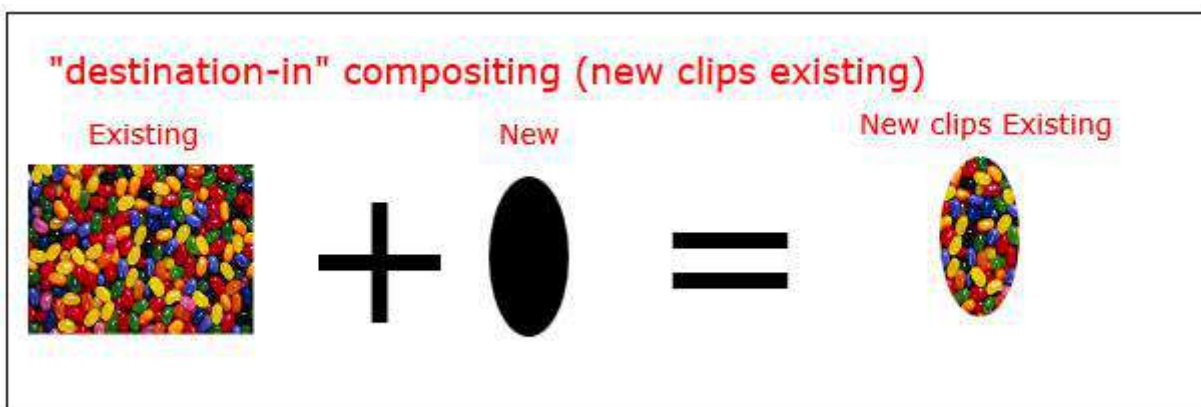 "destination-in" compositing (new clips existing)
Existing
New
New clips Existing